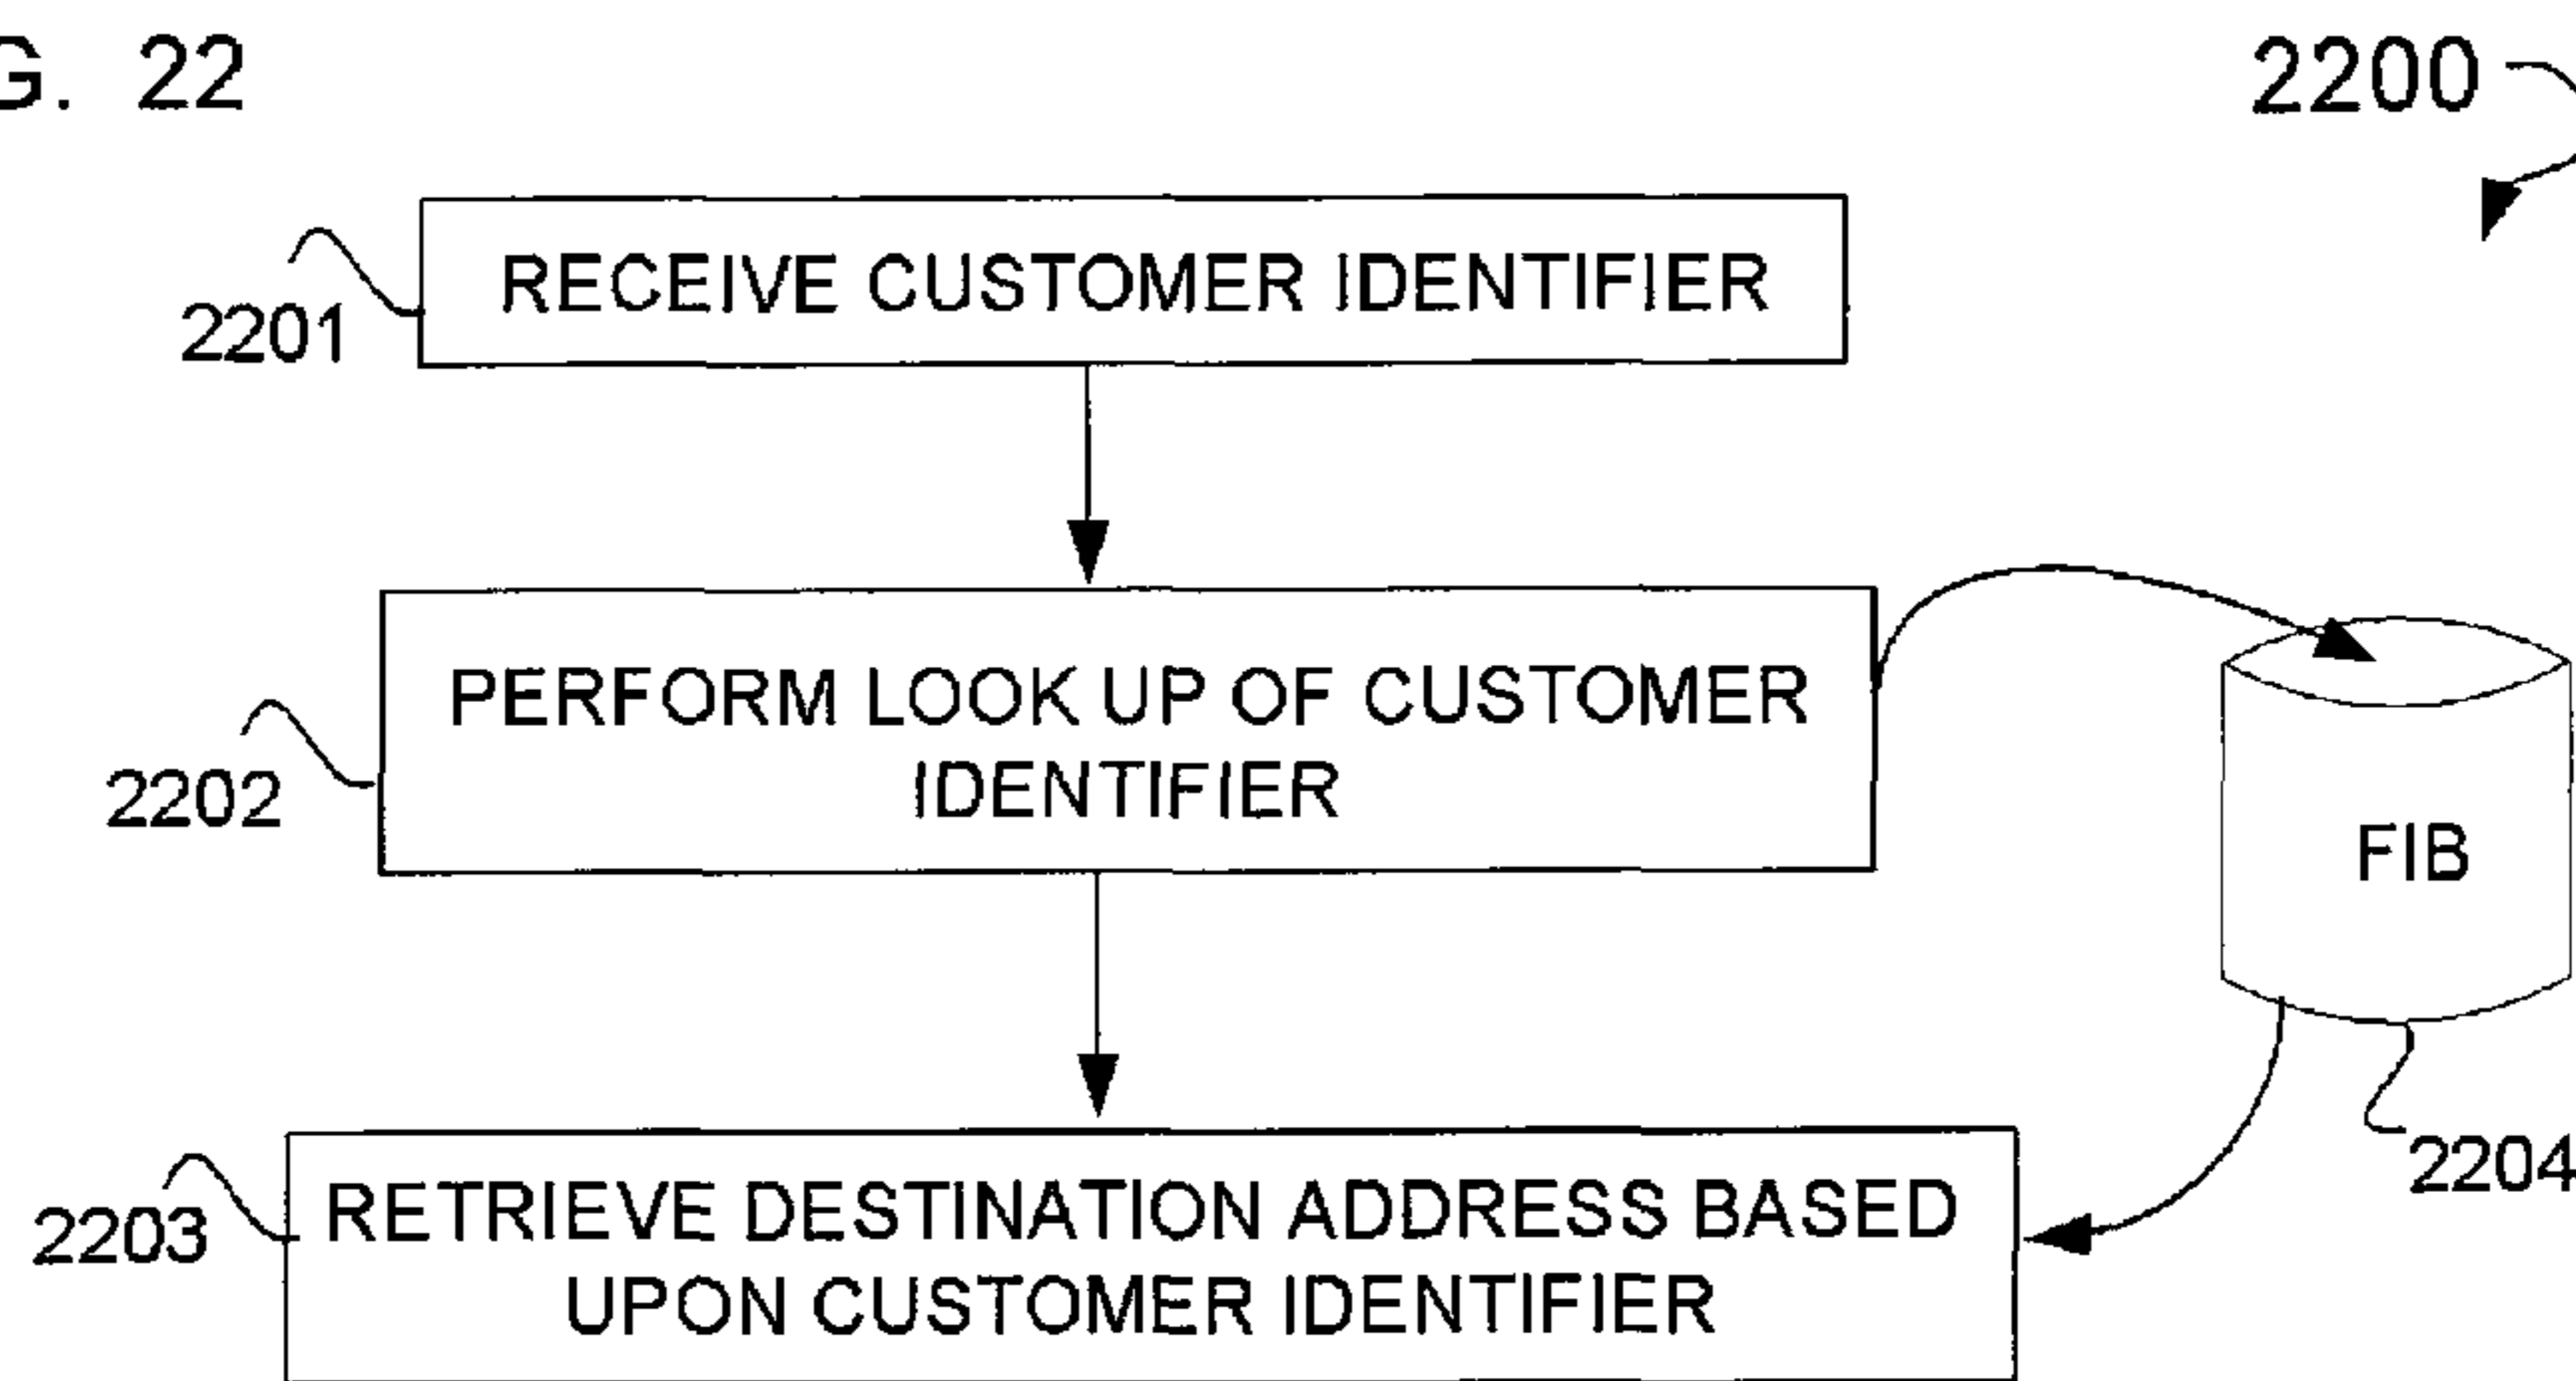 G. 22
2200
RECEIVE CUSTOMER IDENTIFIER
2201
PERFORM LOOK UP OF CUSTOMER
IDENTIFIER
2202
FIB
RETRIEVE DESTINATION ADDRESS BASED
UPON CUSTOMER IDENTIFIER
2203
2204